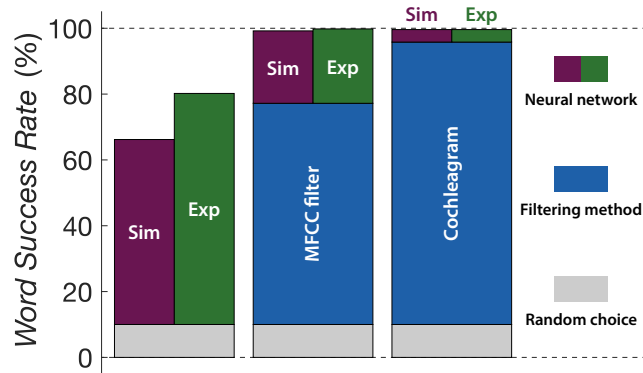 Word Success Rate (%)
100
80
60
40
20
0
Sim
Exp
Sim
Exp
MFCC filter
Sim
Exp
Cochleagram
Neural network
Filtering method
Random choice